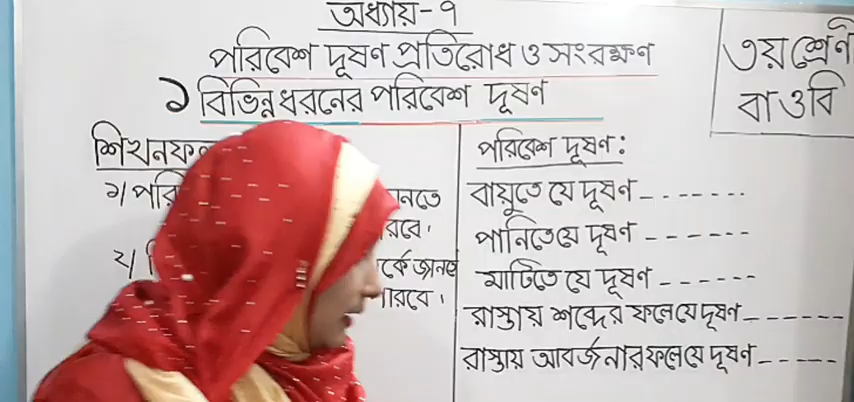 অধ্যায়-৭
পরিবেশ দূষণ প্রতিরোধ ও সংরক্ষণ
১ বিভিন্ন ধরনের পরিবেশ দূষণ
৩য় শ্রেণি
বাওবি
শিখনফল
১/ পরি
নতে
রবে।
২/
র্কে জানতে
পারবে।
পরিবেশ দূষণ:
বায়ুতে যে দূষণ -------
পানিতে যে দূষণ ------
মাটিতে যে দূষণ ------
রাস্তায় শব্দের ফলে যে দূষণ -------
রাস্তায় আবর্জনার ফলে যে দূষণ -----